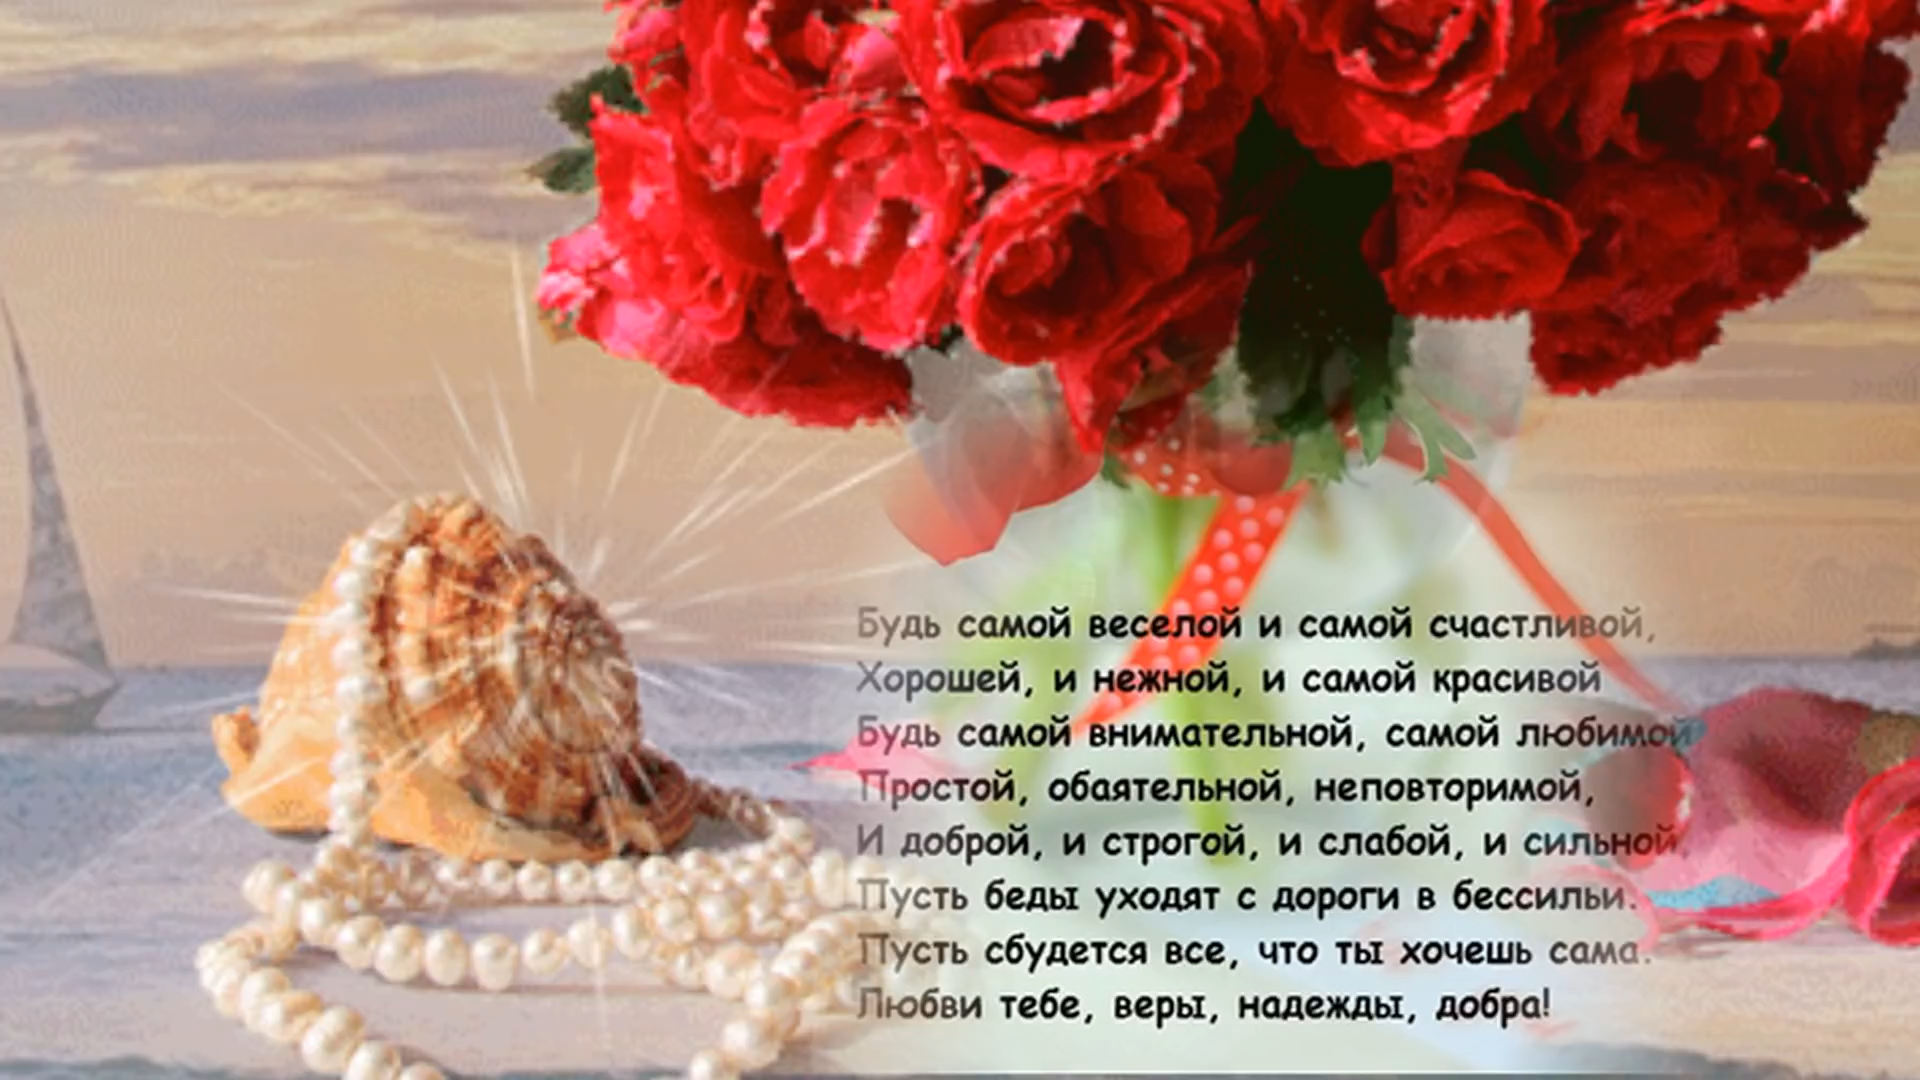 Будь самой веселой и самой счастливой,
Хорошей, и нежной, и самой красивой
Будь самой внимательной, самой любимой
Простой, обаятельной, неповторимой,
И доброй, и строгой, и слабой, и сильной,
Пусть беды уходят с дороги в бессильи.
Пусть сбудется все, что ты хочешь сама.
Любви тебе, веры, надежды, добра!